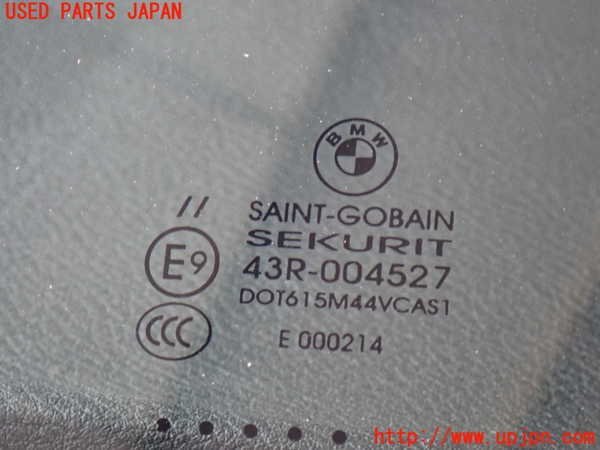 USED PARTS JAPAN
BMW
//
SAINT-GOBAIN
SEKURIT
E9
43R-004527
DOT615M44VCAS1
CCC
E 000214
http://www.upjpn.com